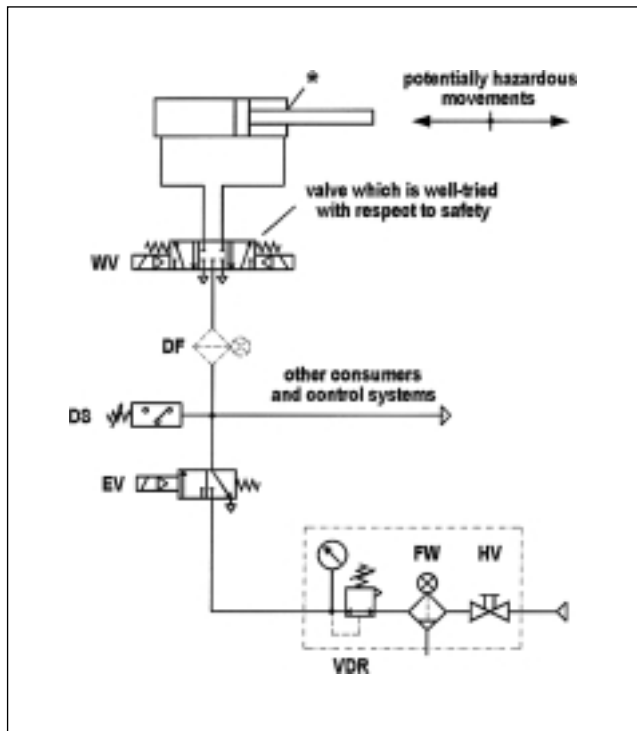 *
potentially hazardous
movements
valve which is well-tried
with respect to safety
WV
DF
other consumers
and control systems
DS
EV
FW
HV
VDR